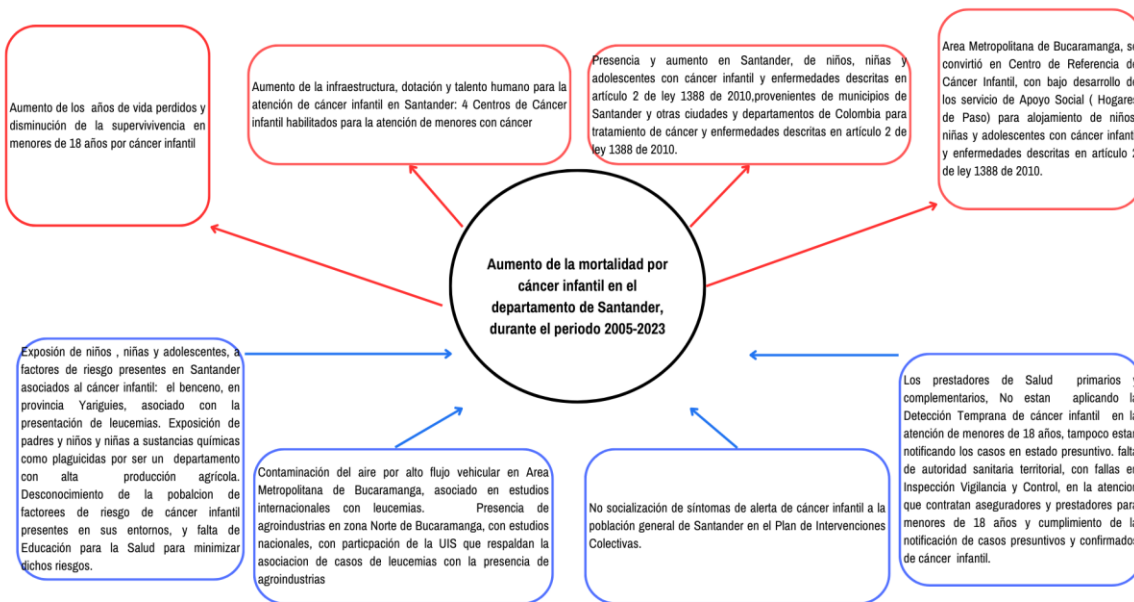 Aumento de los años de vida perdidos y
disminución de la supervivivencia en
menores de 18 años por cáncer infantil
Aumento de la infraestructura, dotación y talento humano para la
atención de cáncer infantil en Santander: 4 Centros de Cáncer
infantil habilitados para la atención de menores con cáncer
Presencia y aumento en Santander, de niños, niñas y
adolescentes con cáncer infantil y enfermedades descritas en
artículo 2 de ley 1388 de 2010,provenientes de municipios de
Santander y otras ciudades y departamentos de Colombia para
tratamiento de cáncer y enfermedades descritas en artículo 2 de
ley 1388 de 2010.
Area Metropolitana de Bucaramanga, se
convirtió en Centro de Referencia de
Cáncer Infantil, con bajo desarrollo de
los servicio de Apoyo Social ( Hogares
de Paso) para alojamiento de niños,
niñas y adolescentes con cáncer infantil
y enfermedades descritas en artículo 2
de ley 1388 de 2010.
Aumento de la mortalidad por
cáncer infantil en el
departamento de Santander,
durante el periodo 2005-2023
Exposión de niños , niñas y adolescentes, a
factores de riesgo presentes en Santander
asociados al cáncer infantil: el benceno, en
provincia Yariguies, asociado con la
presentación de leucemias. Exposición de
padres y niños y niñas a sustancias químicas
como plaguicidas por ser un departamento
con alta producción agrícola.
Desconocimiento de la pobalcion de
factorees de riesgo de cáncer infantil
presentes en sus entornos, y falta de
Educación para la Salud para minimizar
dichos riesgos.
Contaminación del aire por alto flujo vehicular en Area
Metropolitana de Bucaramanga, asociado en estudios
internacionales con leucemias. Presencia de
agroindustrias en zona Norte de Bucaramanga, con estudios
nacionales, con particpación de la UIS que respaldan la
asociacion de casos de leucemias con la presencia de
agroindustrias
No socialización de síntomas de alerta de cáncer infantil a la
población general de Santander en el Plan de Intervenciones
Colectivas.
Los prestadores de Salud primarios y
complementarios, No estan aplicando la
Detección Temprana de cáncer infantil en la
atención de menores de 18 años, tampoco estan
notificando los casos en estado presuntivo. falta
de autoridad sanitaria territorial, con fallas en
Inspección Vigilancia y Control, en la atencion
que contratan aseguradores y prestadores para
menores de 18 años y cumplimiento de la
notificación de casos presuntivos y confirmados
de cáncer infantil.